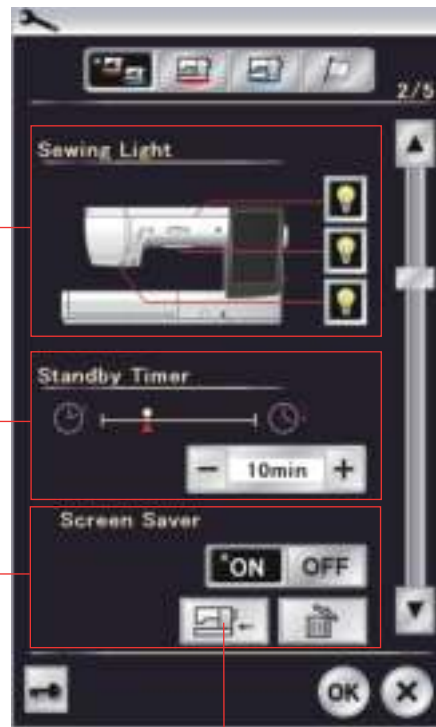 2/5
Sewing Light
Standby Timer
− 10min +
Screen Saver
ON OFF
OK